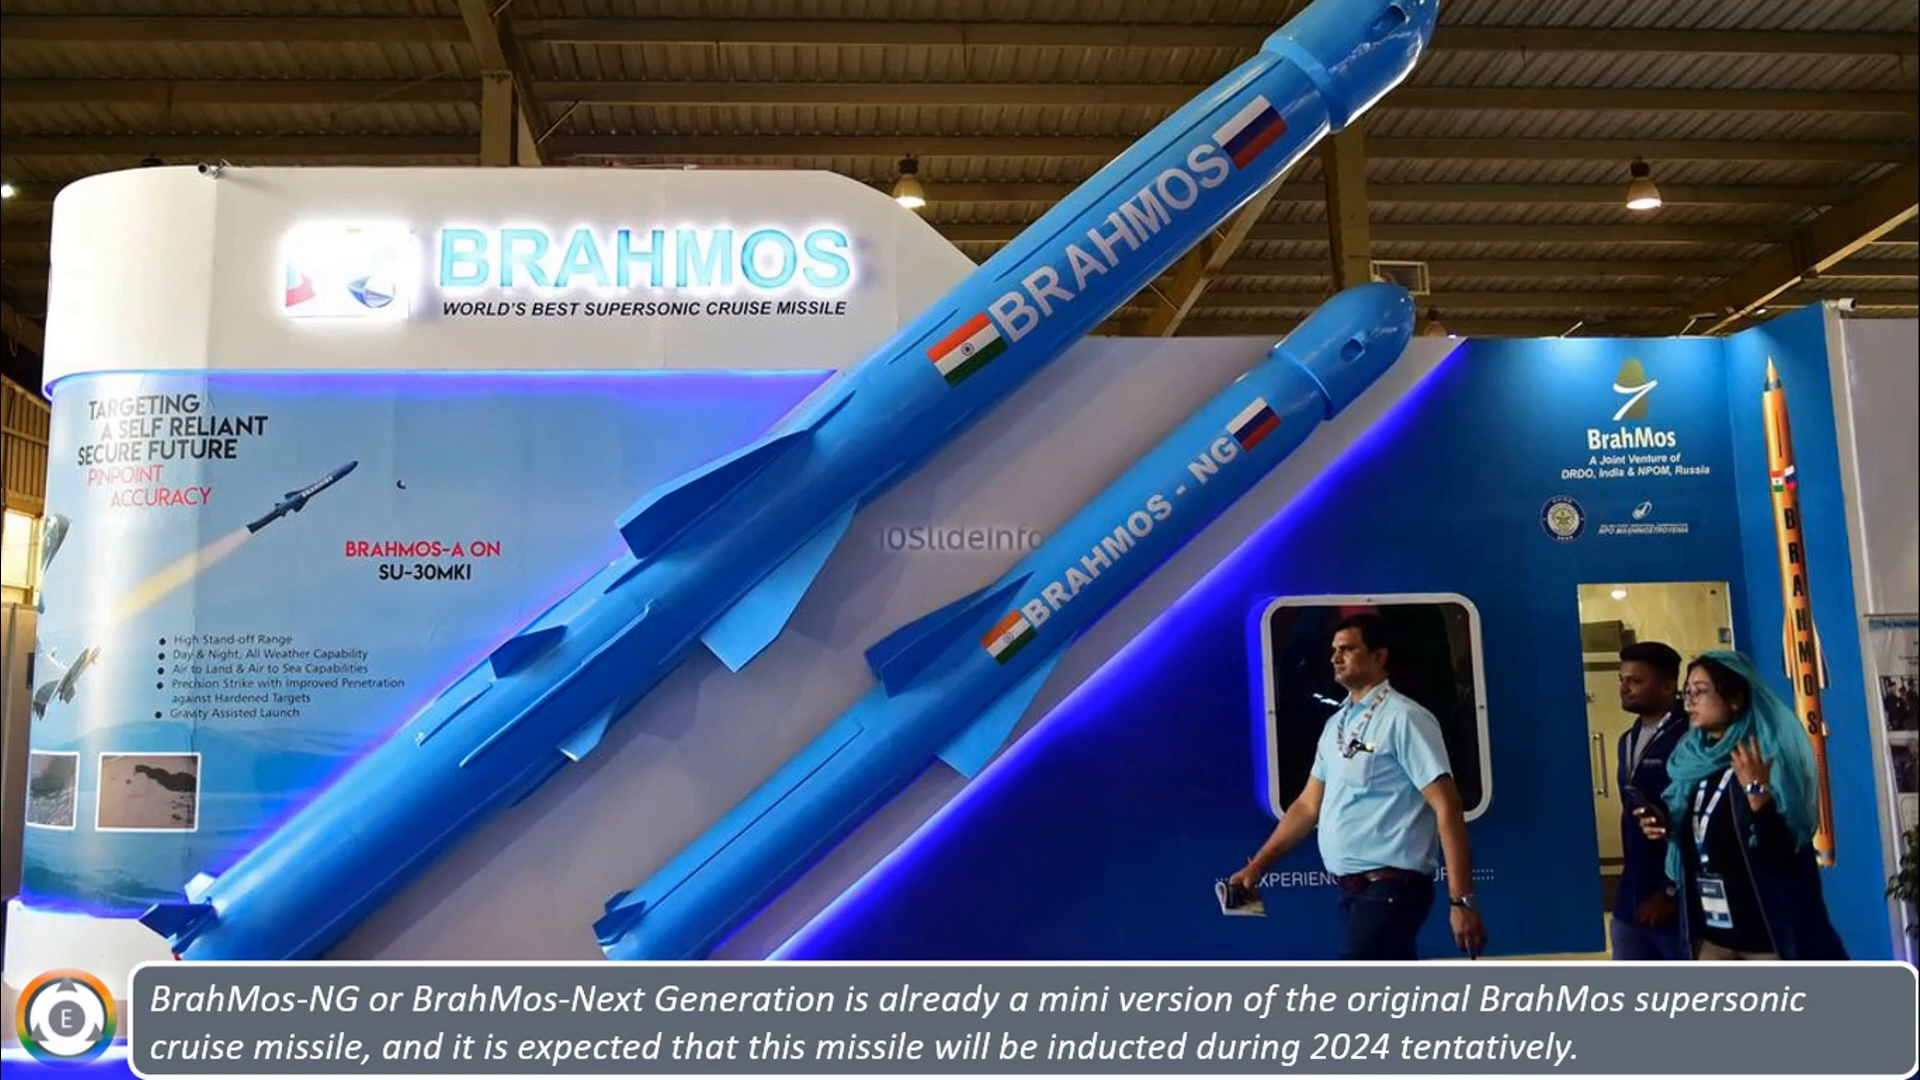 BRAHMOS
WORLD'S BEST SUPERSONIC CRUISE MISSILE
TARGETING
A SELF RELIANT
SECURE FUTURE
PINPOINT
ACCURACY
BRAHMOS-A ON
SU-30MKI
High Stand-off Range
Day & Night, All Weather Capability
Air to Land & Air to Sea Capabilities
Precision Strike with Improved Penetration
against Hardened Targets
Gravity Assisted Launch
BRAHMOS
BRAHMOS - NG
10SlideInfo
BrahMos
A Joint Venture of
DRDO, India & NPOM, Russia
NPO MASHINOSTROYENIA
BRAHMOS
E
BrahMos-NG or BrahMos-Next Generation is already a mini version of the original BrahMos supersonic
cruise missile, and it is expected that this missile will be inducted during 2024 tentatively.